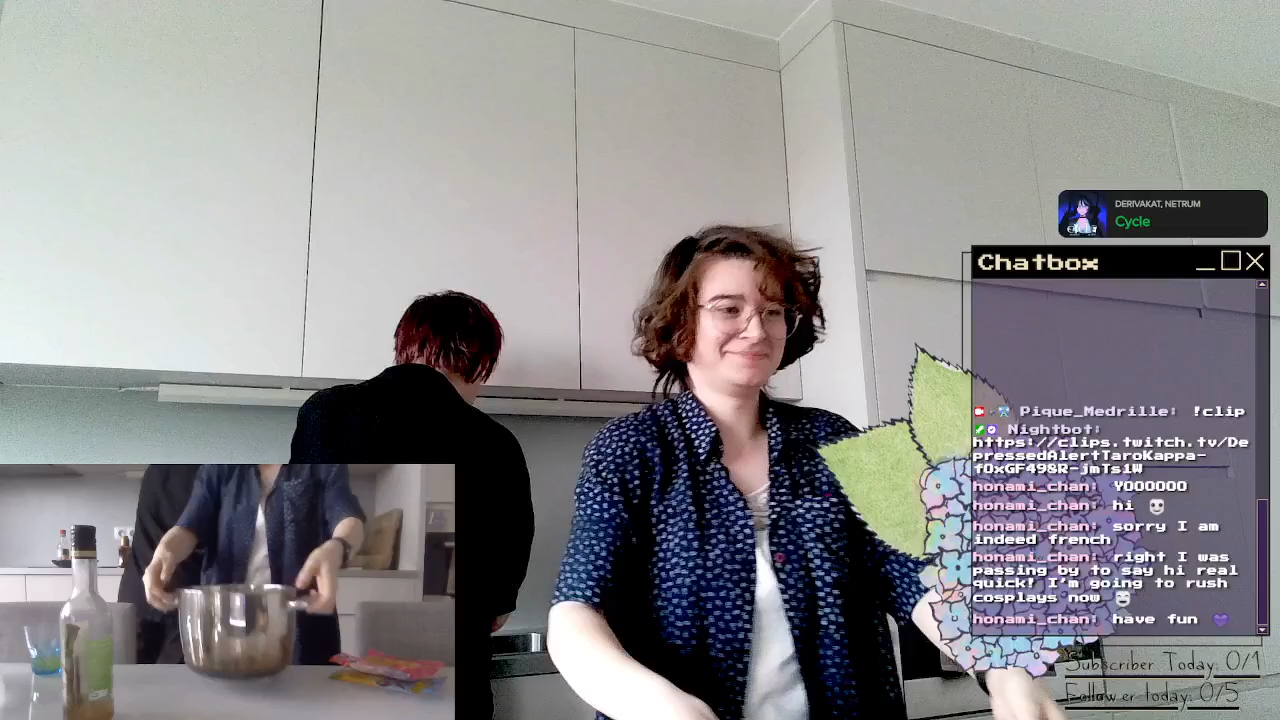 DERIVAKAT, NETRUM
Cycle
Chatbox
Pique_Medrille: !clip
Nightbot:
https://clips.twitch.tv/De
pressedAlertTaroKappa-
fOxGF498R-jmTs1W
honami_chan: YOOOOOO
honami_chan: hi
honami_chan: sorry I am
indeed french
honami_chan: right I was
passing by to say hi real
quick! I'm going to rush
cosplays now
honami_chan: have fun
Subscriber Today: 0/1
Follower today: 0/5